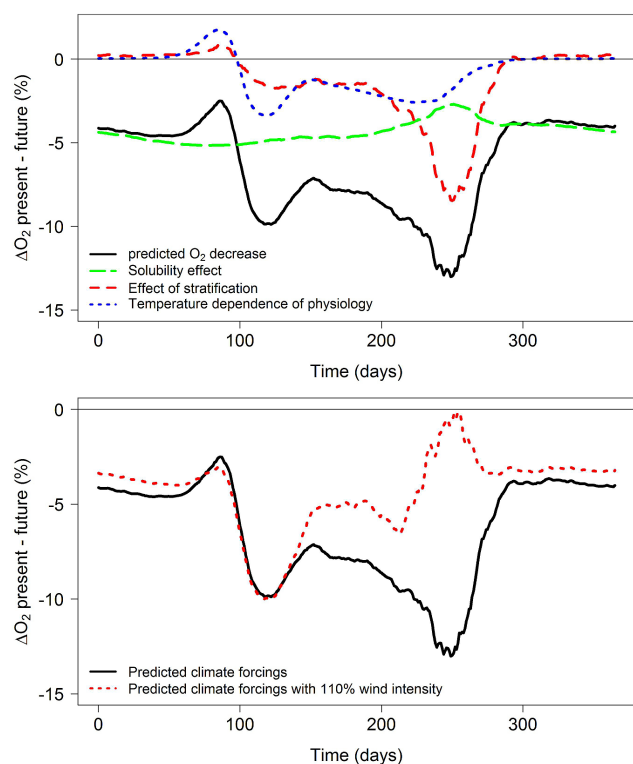 ΔO₂ present - future (%)
0
-5
-10
-15
predicted O₂ decrease
Solubility effect
Effect of stratification
Temperature dependence of physiology
0 100 200 300
Time (days)
ΔO₂ present - future (%)
0
-5
-10
-15
Predicted climate forcings
Predicted climate forcings with 110% wind intensity
0 100 200 300
Time (days)